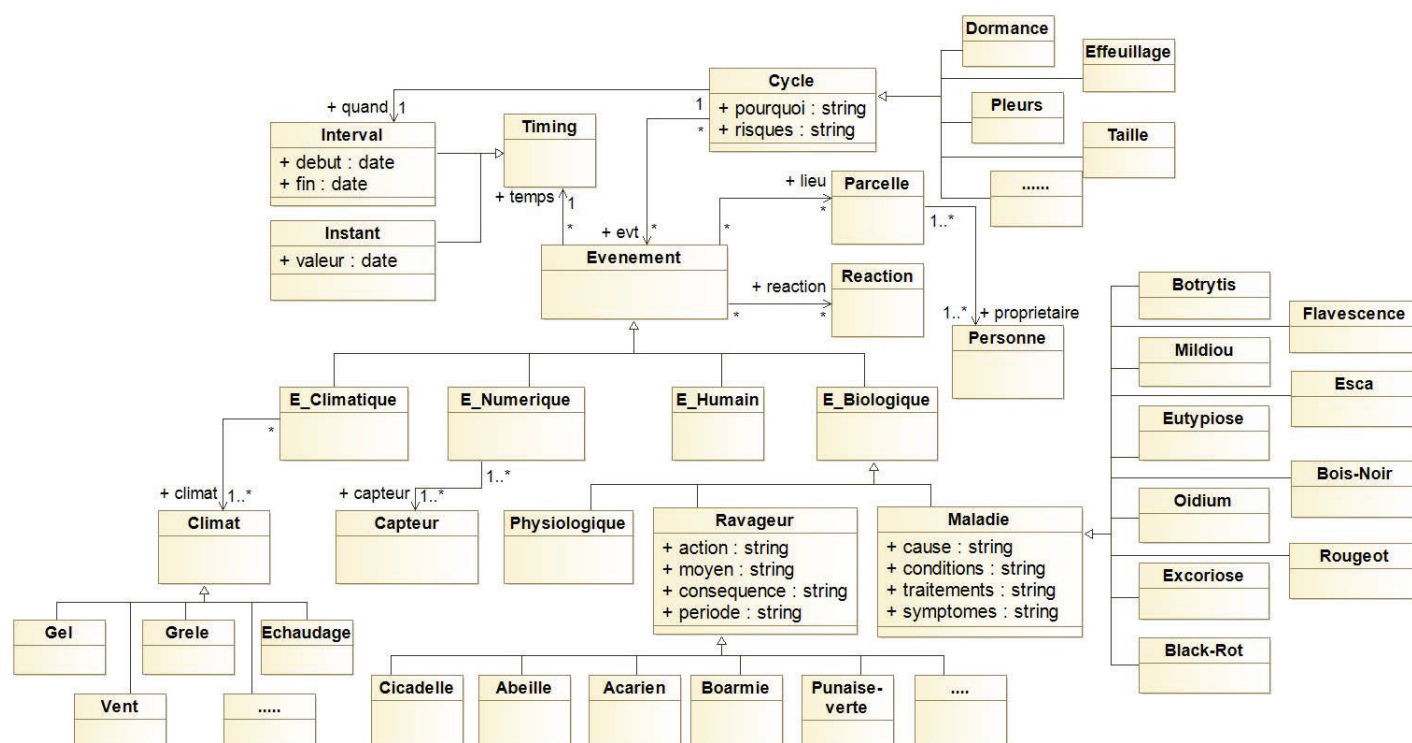 Dormance
Effeuillage
Cycle
+ pourquoi : string
+ risques : string
Pleurs
Taille
......
+ quand
1
1
*
Interval
+ debut : date
+ fin : date
Timing
+ temps
1
*
Instant
+ valeur : date
+ evt
*
Evenement
+ lieu
*
*
Parcelle
1..*
+ reaction
*
*
Reaction
1..*
+ proprietaire
Personne
Botrytis
Flavescence
Mildiou
Esca
Eutypiose
Bois-Noir
Oidium
Rougeot
Excoriose
Black-Rot
E_Climatique
E_Numerique
E_Humain
E_Biologique
*
+ climat
1..*
1..*
+ capteur
1..*
Climat
Capteur
Physiologique
Ravageur
+ action : string
+ moyen : string
+ consequence : string
+ periode : string
Maladie
+ cause : string
+ conditions : string
+ traitements : string
+ symptomes : string
Gel
Grele
Echaudage
Vent
.....
Cicadelle
Abeille
Acarien
Boarmie
Punaise-
verte
....